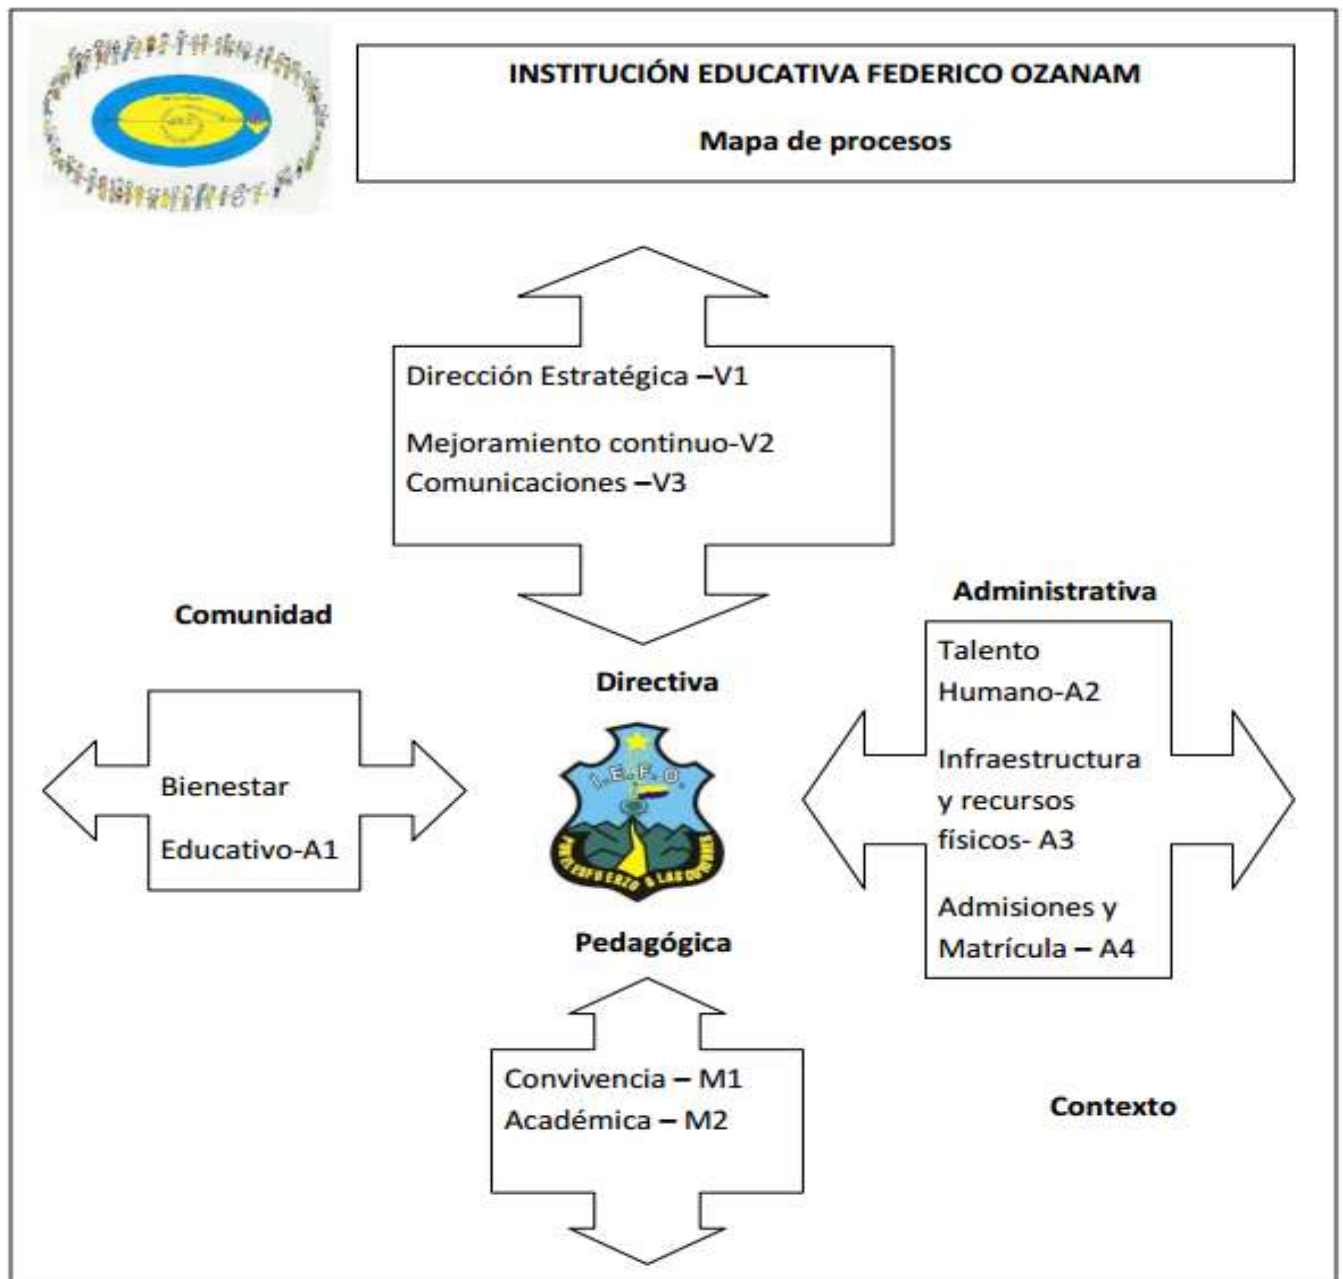 INSTITUCIÓN EDUCATIVA FEDERICO OZANAM
Mapa de procesos
Dirección Estratégica –V1
Mejoramiento continuo-V2
Comunicaciones –V3
Comunidad
Administrativa
Directiva
Bienestar
Educativo-A1
Talento
Humano-A2
Infraestructura
y recursos
físicos- A3
Admisiones y
Matrícula – A4
I.E.F.O.
Pedagógica
Convivencia – M1
Académica – M2
Contexto